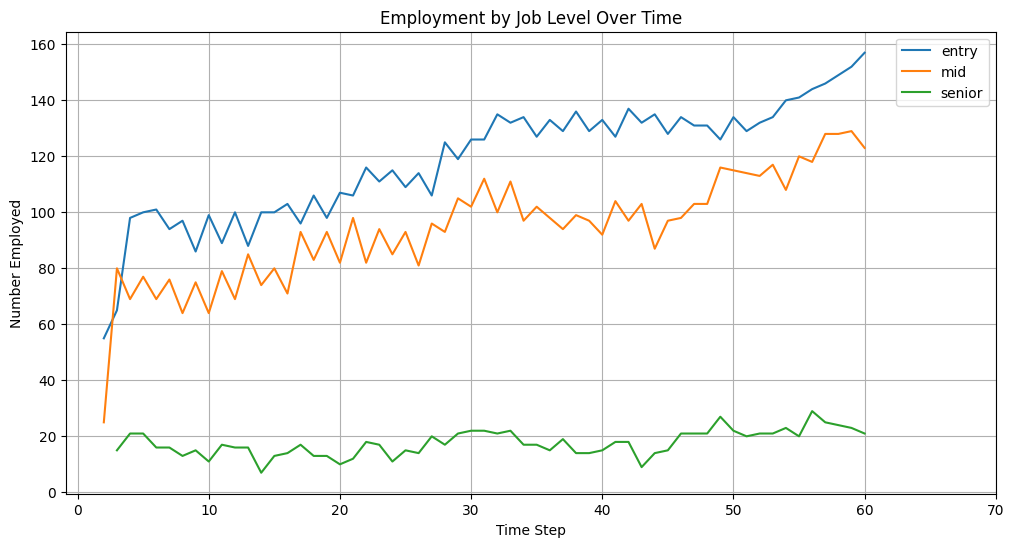 Employment by Job Level Over Time
Number Employed
160
140
120
100
80
60
40
20
0
entry
mid
senior
0 10 20 30 40 50 60 70
Time Step